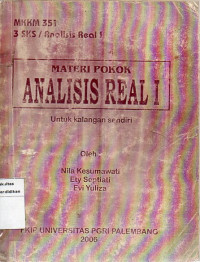 MKKM 351
3 SKS / Analisis Real I
MATERI POKOK
ANALISIS REAL I
Untuk kalangan sendiri
Oleh
Nila Kesumawati
Ety Septiati
Evi Yuliza
FKIP UNIVERSITAS PGRI PALEMBANG
2006